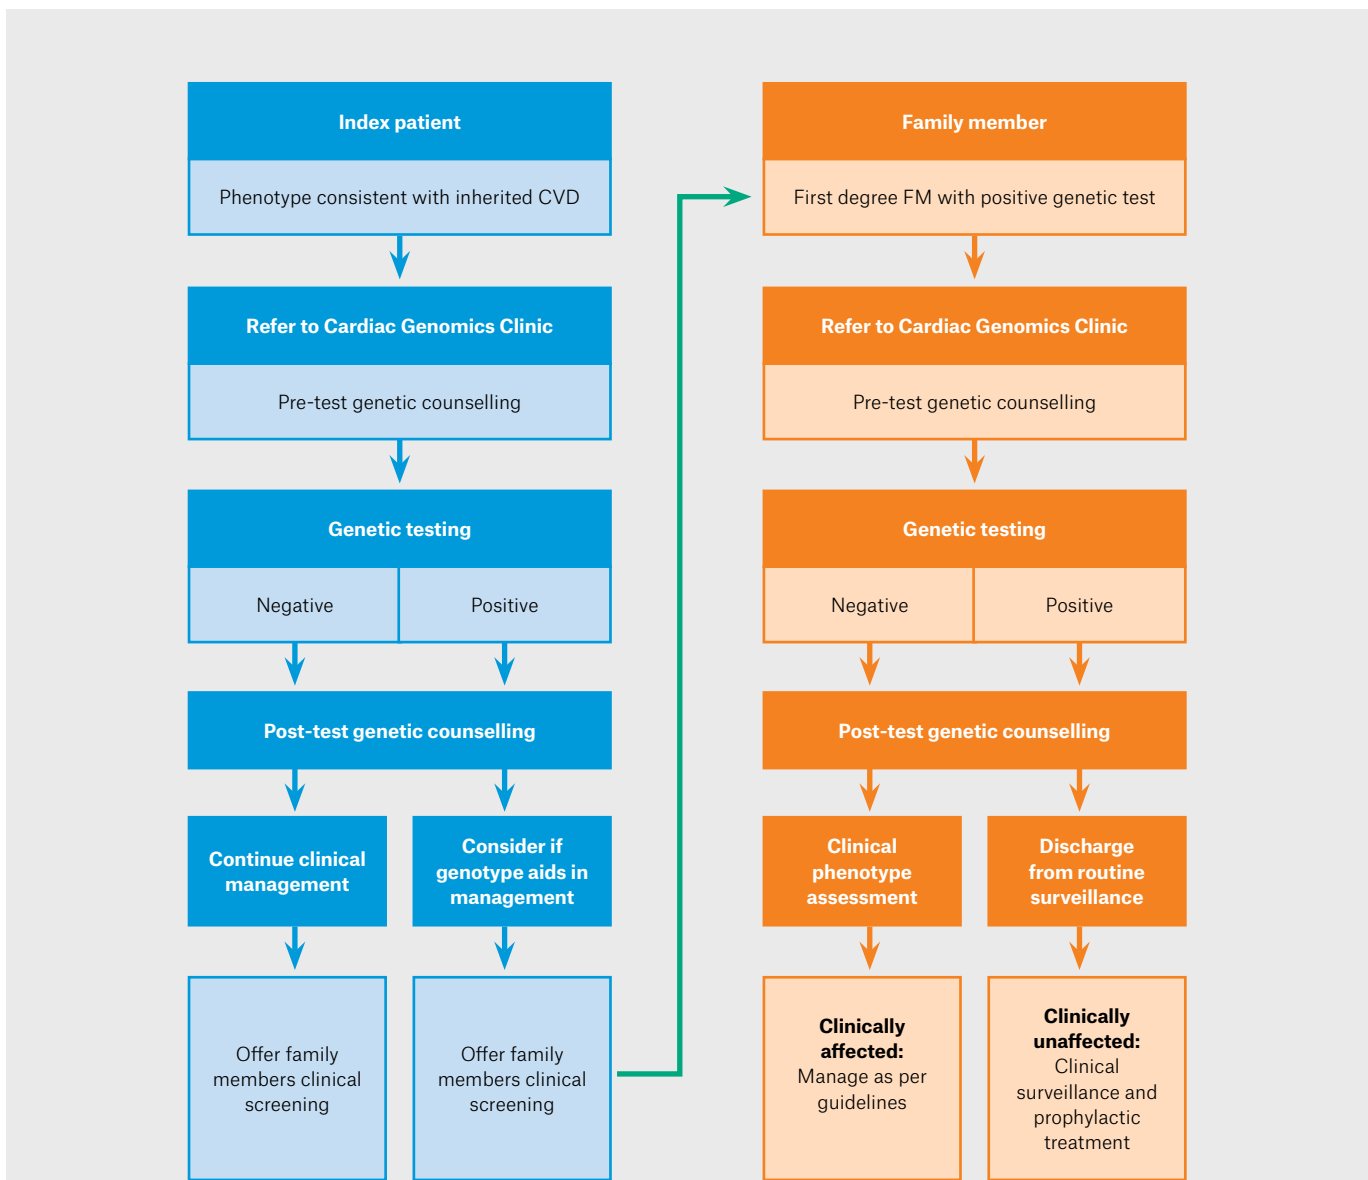 Index patient
Phenotype consistent with inherited CVD
Refer to Cardiac Genomics Clinic
Pre-test genetic counselling
Genetic testing
Negative
Positive
Post-test genetic counselling
Continue clinical
management
Consider if
genotype aids in
management
Offer family
members clinical
screening
Offer family
members clinical
screening
Family member
First degree FM with positive genetic test
Refer to Cardiac Genomics Clinic
Pre-test genetic counselling
Genetic testing
Negative
Positive
Post-test genetic counselling
Clinical
phenotype
assessment
Discharge
from routine
surveillance
Clinically
affected:
Manage as per
guidelines
Clinically
unaffected:
Clinical
surveillance and
prophylactic
treatment